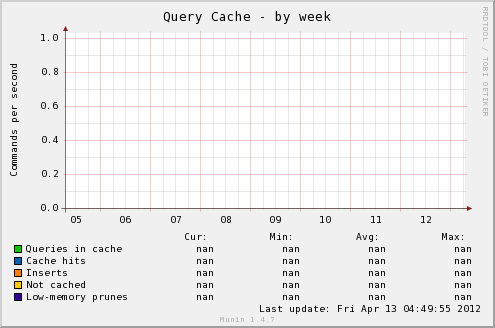 Query Cache - by week
RRDTOOL / TOBI OETIKER
Commands per second
1.0
0.8
0.6
0.4
0.2
0.0
05 06 07 08 09 10 11 12
Cur: Min: Avg: Max:
Queries in cache nan nan nan nan
Cache hits nan nan nan nan
Inserts nan nan nan nan
Not cached nan nan nan nan
Low-memory prunes nan nan nan nan
Last update: Fri Apr 13 04:49:55 2012
Munin 1.4.7